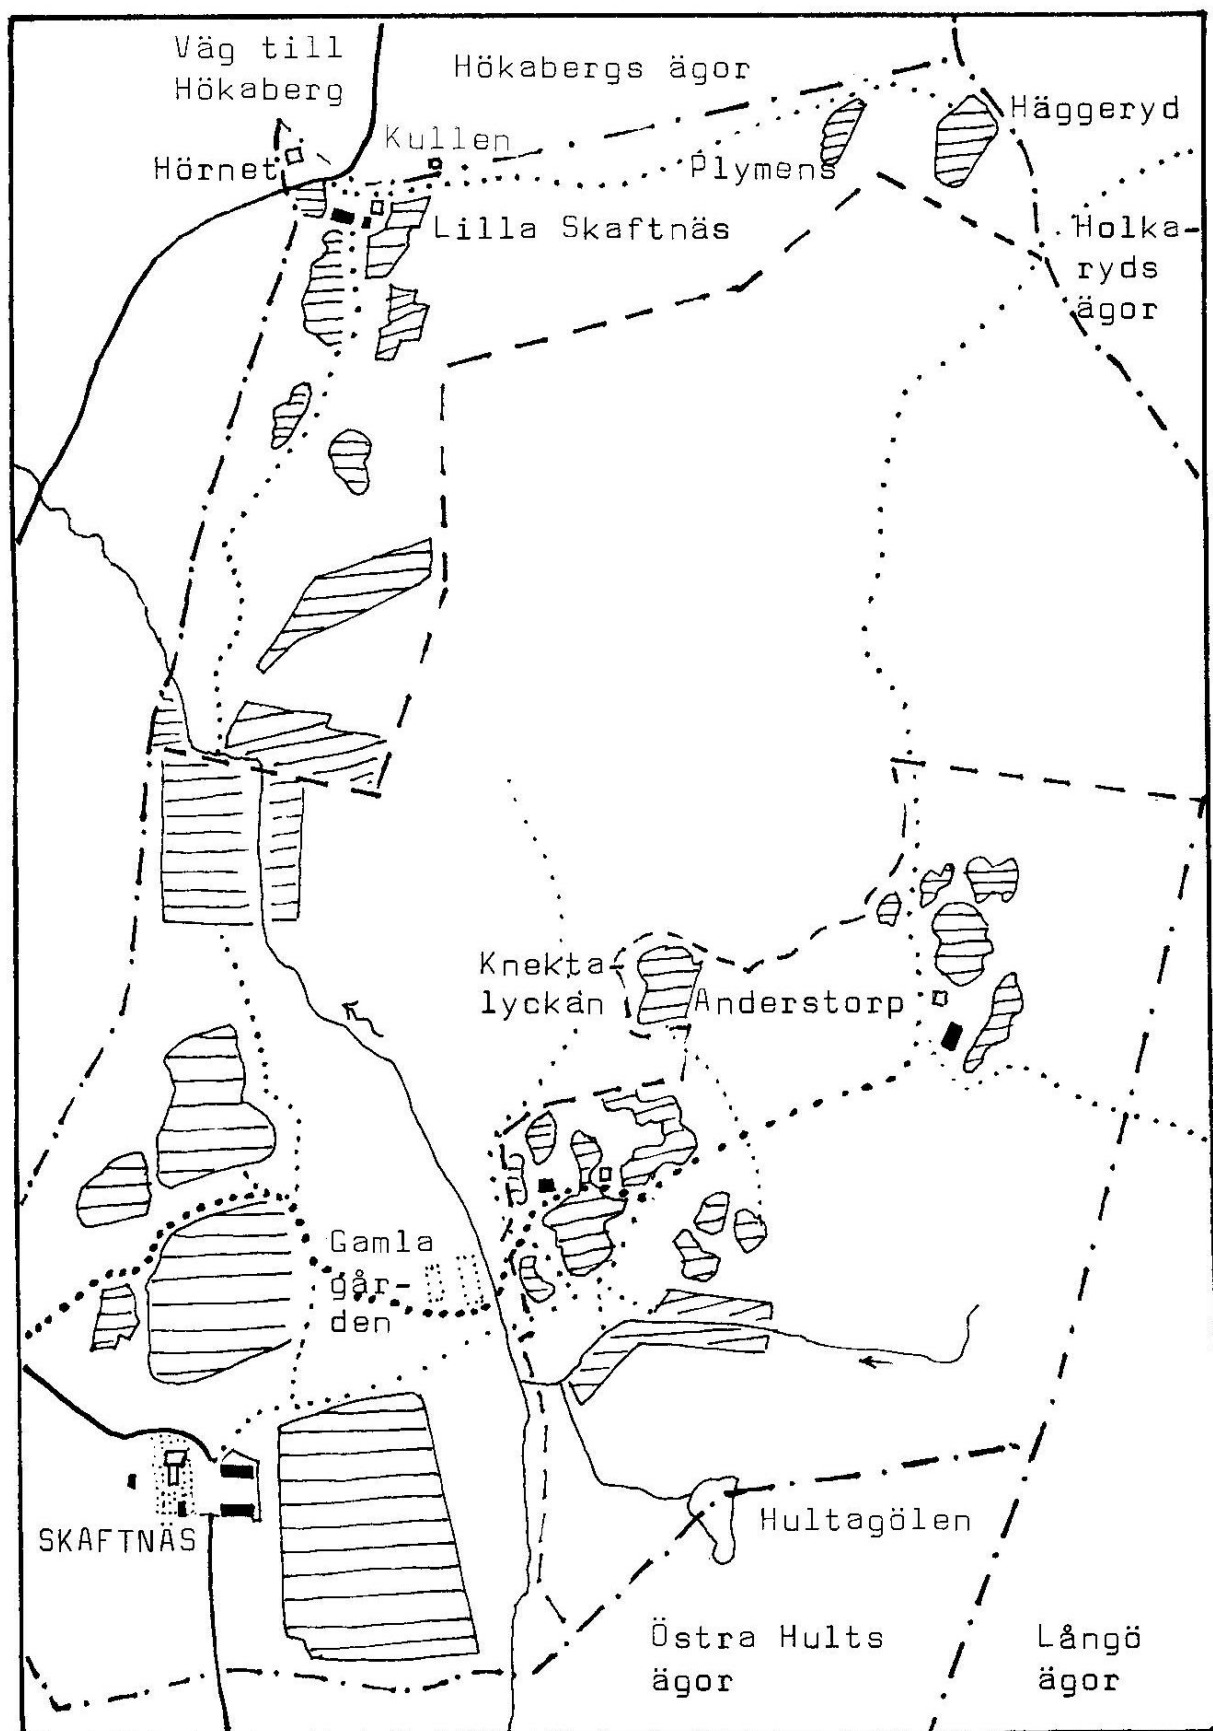 Väg till
Hökaberg
Hökabergs ägor
Häggeryd
Kullen
Hörnet
Plymens
Lilla Skaftnäs
Holka-
ryds
ägor
Knekta-
lyckan
Anderstorp
Gamla
går-
den
SKAFTNÄS
Hultagölen
Östra Hults
ägor
Långö
ägor